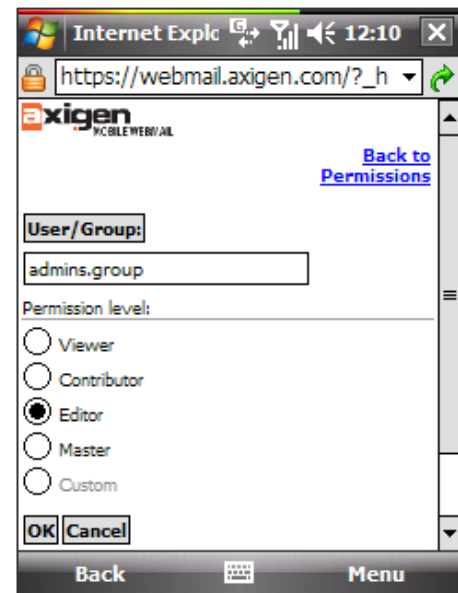 Internet Explc
G
12:10
https://webmail.axigen.com/?_h
axigen
MOBILE WEBMAIL
Back to
Permissions
User/Group:
admins.group
Permission level:
Viewer
Contributor
Editor
Master
Custom
OK Cancel
Back Menu